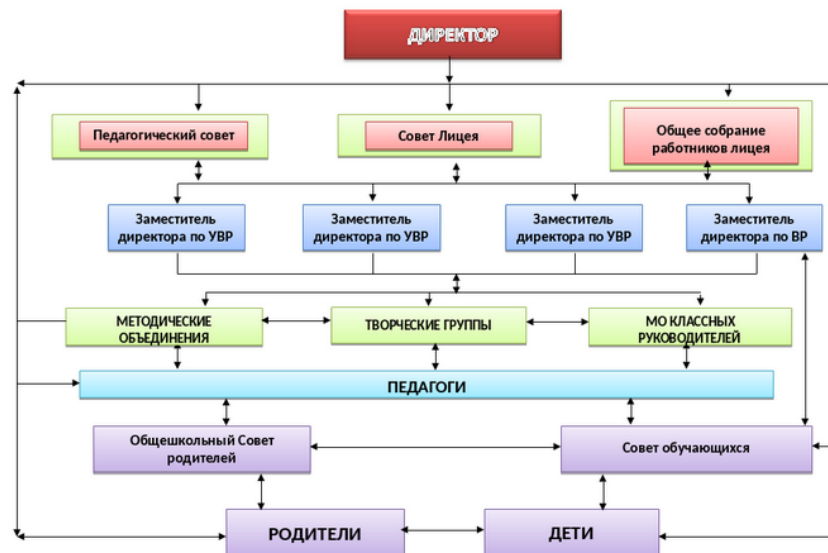 ДИРЕКТОР
Педагогический совет
Совет Лицея
Общее собрание
работников лицея
Заместитель
директора по УВР
Заместитель
директора по УВР
Заместитель
директора по УВР
Заместитель
директора по ВР
МЕТОДИЧЕСКИЕ
ОБЪЕДИНЕНИЯ
ТВОРЧЕСКИЕ ГРУППЫ
МО КЛАССНЫХ
РУКОВОДИТЕЛЕЙ
ПЕДАГОГИ
Общешкольный Совет
родителей
Совет обучающихся
РОДИТЕЛИ
ДЕТИ